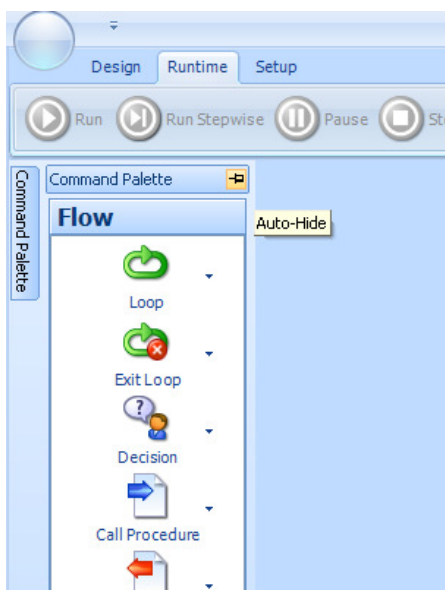 Design Runtime Setup
Run Run Stepwise Pause
Command Palette
Command Palette
Flow
Auto-Hide
Loop
Exit Loop
Decision
Call Procedure